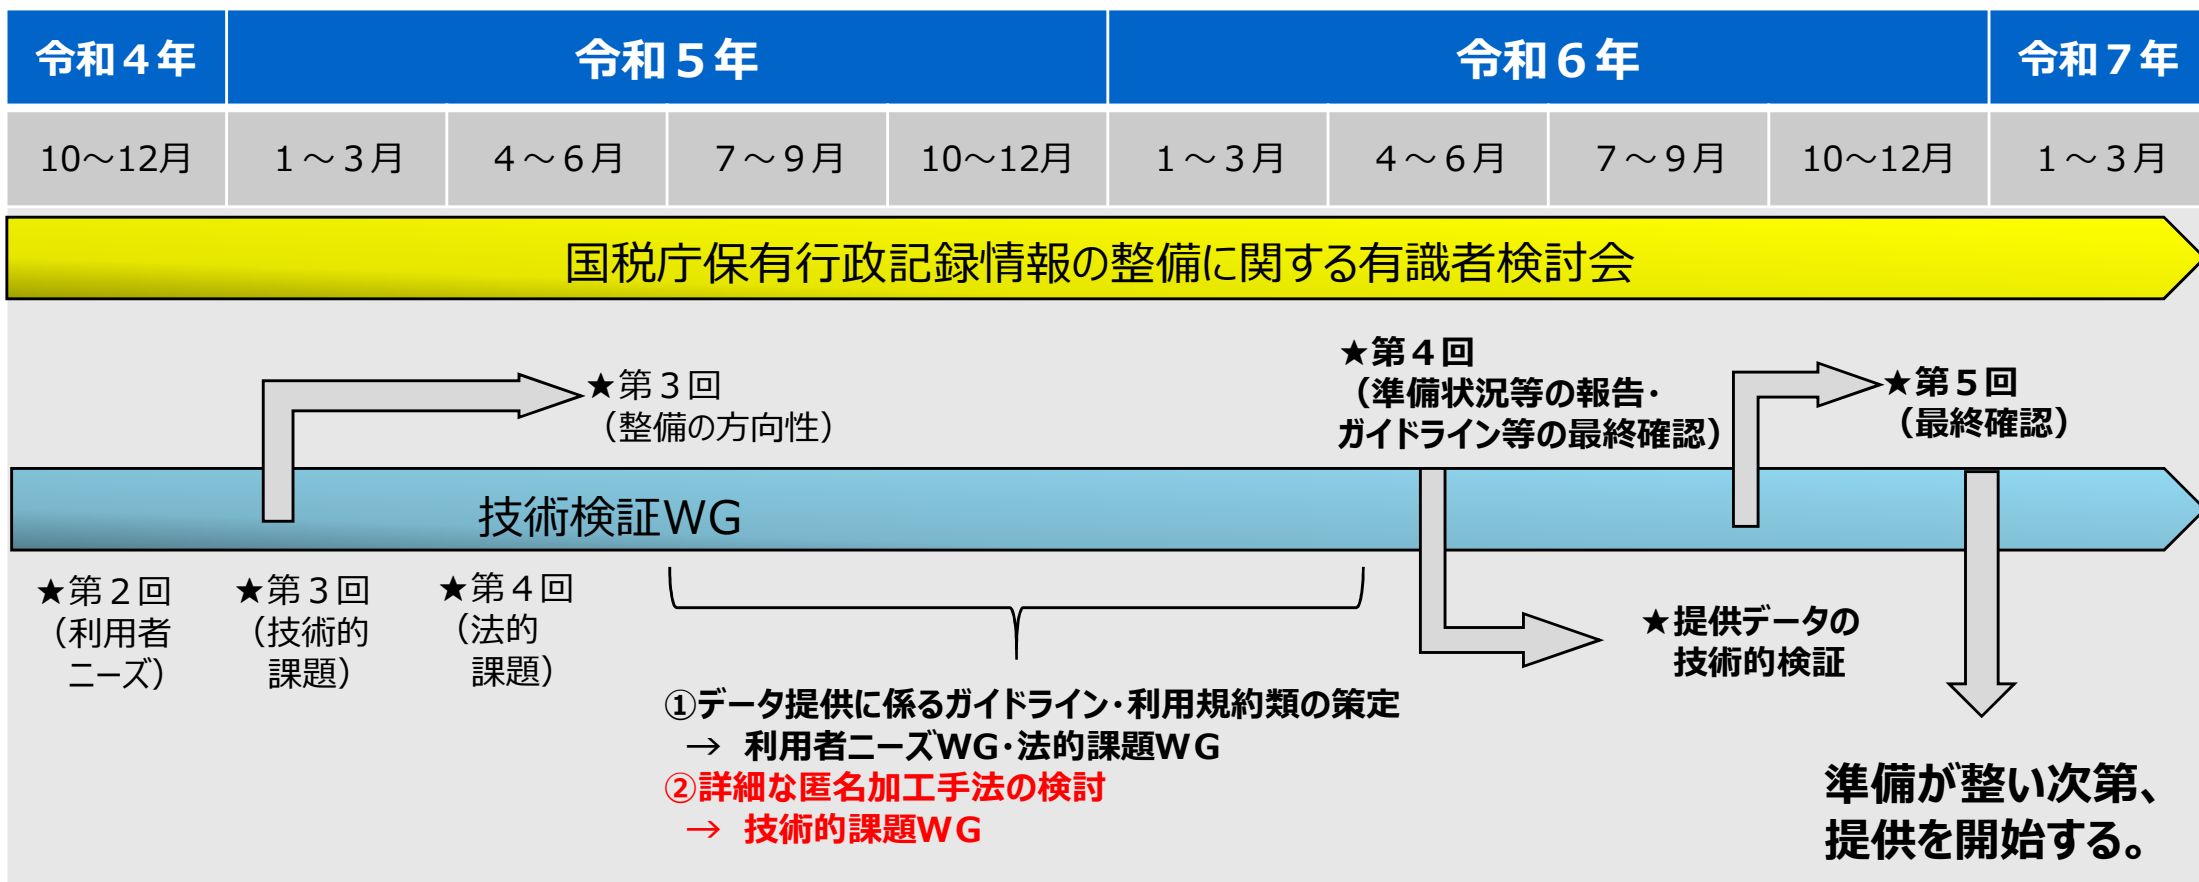 令和４年 令和５年 令和６年 令和７年
10～12月 １～３月 ４～６月 ７～９月 10～12月 １～３月 ４～６月 ７～９月 10～12月 １～３月
国税庁保有行政記録情報の整備に関する有識者検討会
★第３回
（整備の方向性）
★第４回
（準備状況等の報告・
ガイドライン等の最終確認）
★第５回
（最終確認）
技術検証WG
★第２回
（利用者
ニーズ）
★第３回
（技術的
課題）
★第４回
（法的
課題）
①データ提供に係るガイドライン・利用規約類の策定
→ 利用者ニーズWG・法的課題WG
②詳細な匿名加工手法の検討
→ 技術的課題WG
★提供データの
技術的検証
準備が整い次第、
提供を開始する。